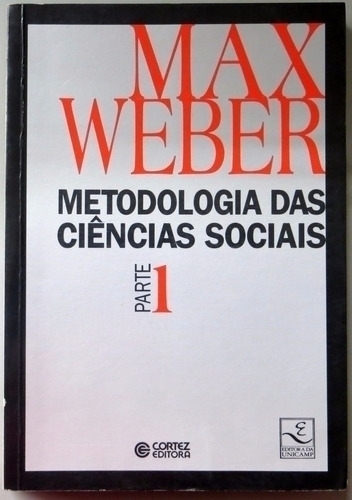 MAX
WEBER
METODOLOGIA DAS
CIÊNCIAS SOCIAIS
PARTE 1
CORTEZ
EDITORA
E
EDITORA DA
UNICAMP